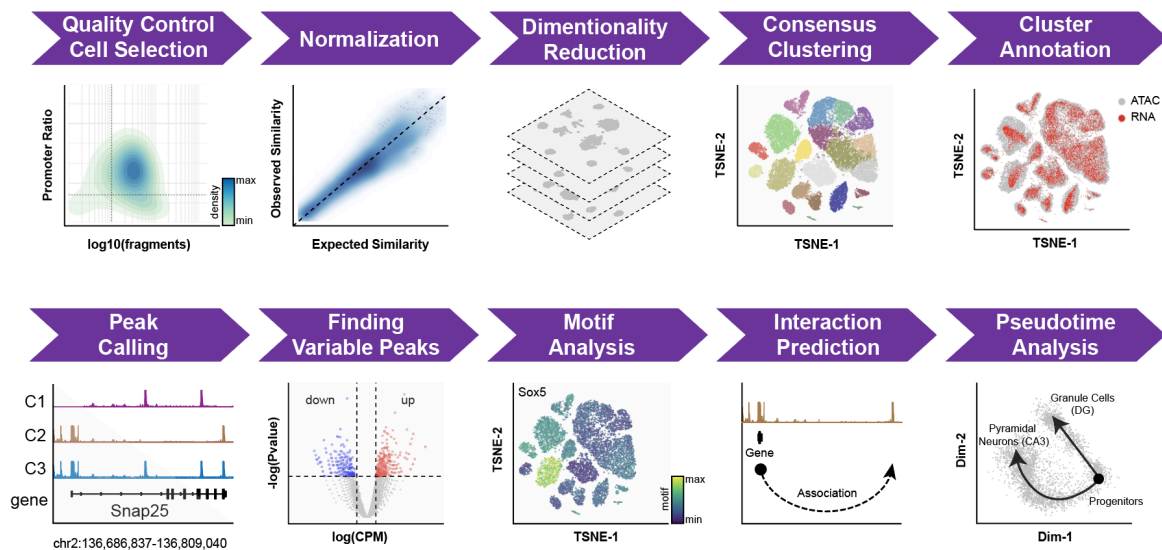 Quality Control
Cell Selection
Normalization
Dimentionality
Reduction
Consensus
Clustering
Cluster
Annotation
Promoter Ratio
max
density
min
log10(fragments)
Observed Similarity
Expected Similarity
TSNE-2
TSNE-1
ATAC
RNA
TSNE-2
TSNE-1
Peak
Calling
Finding
Variable Peaks
Motif
Analysis
Interaction
Prediction
Pseudotime
Analysis
C1
C2
C3
gene
Snap25
chr2:136,686,837-136,809,040
down
up
-log(Pvalue)
log(CPM)
Sox5
TSNE-2
max
motif
min
TSNE-1
Gene
Association
Granule Cells
(DG)
Pyramidal
Neurons (CA3)
Progenitors
Dim-2
Dim-1